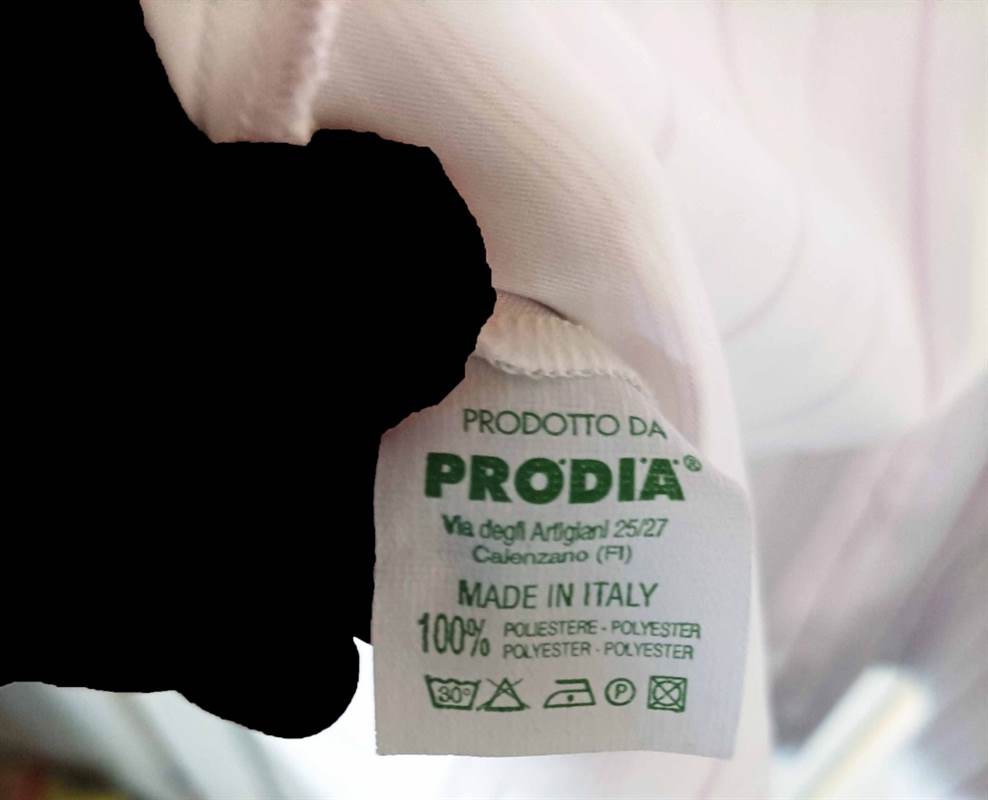 PRODOTTO DA
PRODIA®
Via degli Artigiani 25/27
Calenzano (FI)
MADE IN ITALY
100% POLIESTERE - POLYESTER
POLYESTER - POLYESTER
30° P